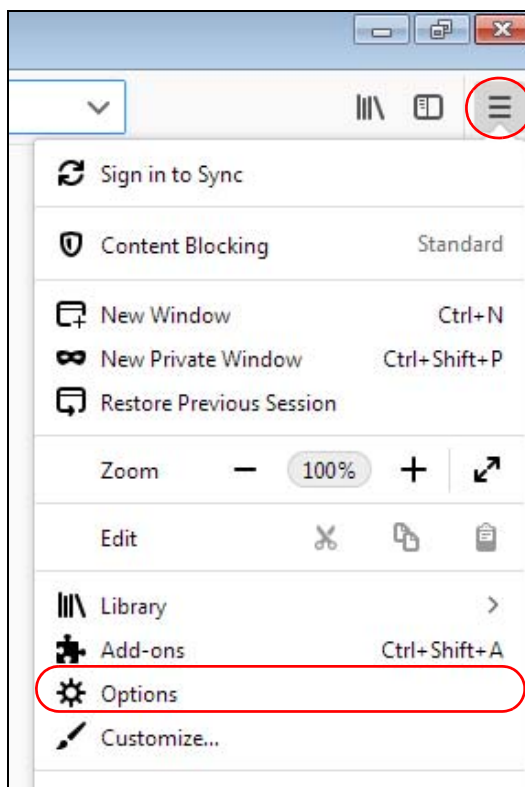 Sign in to Sync
Content Blocking Standard
New Window Ctrl+N
New Private Window Ctrl+Shift+P
Restore Previous Session
Zoom 100%
Edit
Library
Add-ons Ctrl+Shift+A
Options
Customize...